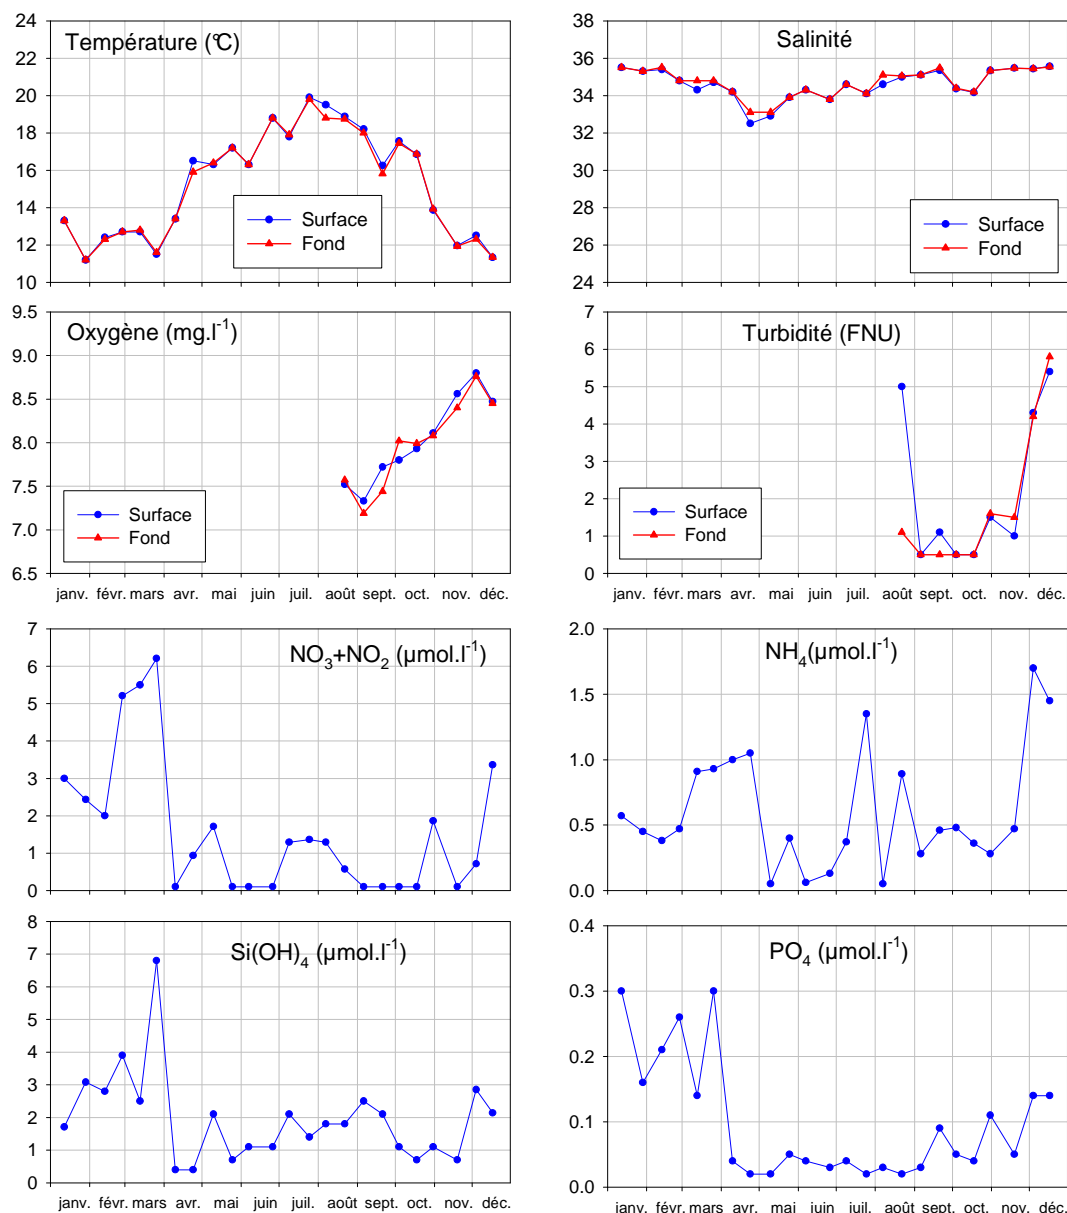 Température (°C)
24
22
20
18
16
14
12
10
Surface
Fond
Salinité
38
36
34
32
30
28
26
24
Surface
Fond
Oxygène (mg.l-1)
9.5
9.0
8.5
8.0
7.5
7.0
6.5
Surface
Fond
janv. févr. mars avr. mai juin juil. août sept. oct. nov. déc.
Turbidité (FNU)
7
6
5
4
3
2
1
0
Surface
Fond
janv. févr. mars avr. mai juin juil. août sept. oct. nov. déc.
NO3+NO2 (µmol.l-1)
7
6
5
4
3
2
1
0
NH4(µmol.l-1)
2.0
1.5
1.0
0.5
0.0
Si(OH)4 (µmol.l-1)
8
7
6
5
4
3
2
1
0
janv. févr. mars avr. mai juin juil. août sept. oct. nov. déc.
PO4 (µmol.l-1)
0.4
0.3
0.2
0.1
0.0
janv. févr. mars avr. mai juin juil. août sept. oct. nov. déc.